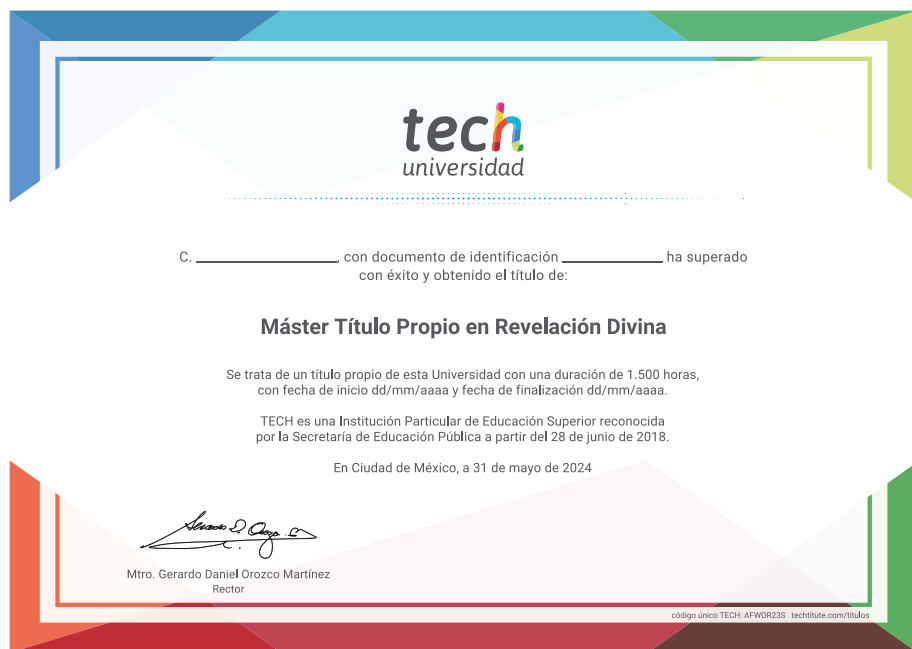 tech
universidad
C. ____________, con documento de identificación ____________ ha superado
con éxito y obtenido el título de:
Máster Título Propio en Revelación Divina
Se trata de un título propio de esta Universidad con una duración de 1.500 horas,
con fecha de inicio dd/mm/aaaa y fecha de finalización dd/mm/aaaa.
TECH es una Institución Particular de Educación Superior reconocida
por la Secretaría de Educación Pública a partir del 28 de junio de 2018.
En Ciudad de México, a 31 de mayo de 2024
Mtro. Gerardo Daniel Orozco Martínez
Rector
código único TECH: AFWOR23S techtitute.com/titulos